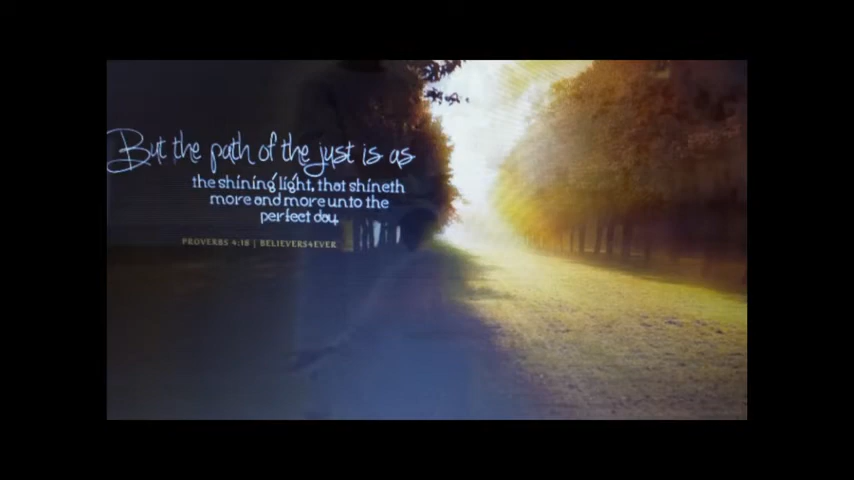 But the path of the just is as
the shining light, that shineth
more and more unto the
perfect day.
PROVERBS 4:18 | BELIEVERS4EVER